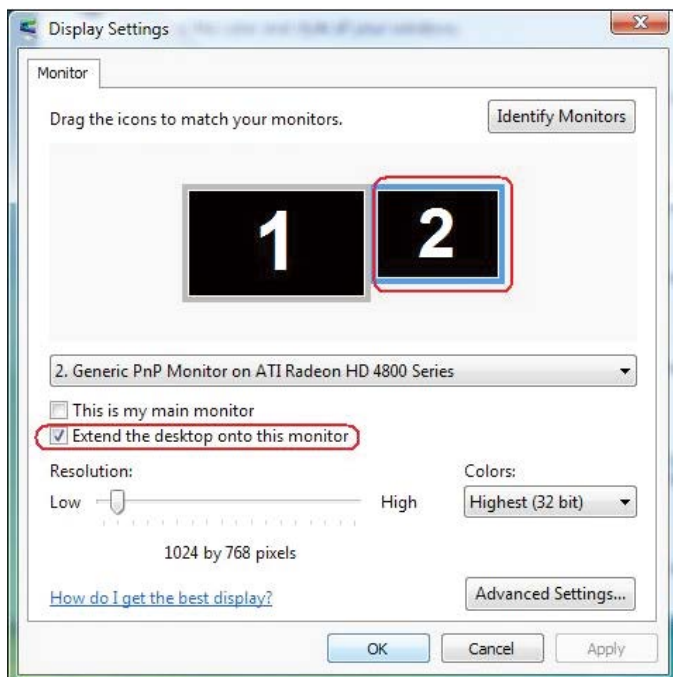 Display Settings
Monitor
Drag the icons to match your monitors.
Identify Monitors
1
2
2. Generic PnP Monitor on ATI Radeon HD 4800 Series
This is my main monitor
Extend the desktop onto this monitor
Resolution:
Colors:
Low
High
Highest (32 bit)
1024 by 768 pixels
How do I get the best display?
Advanced Settings...
OK
Cancel
Apply